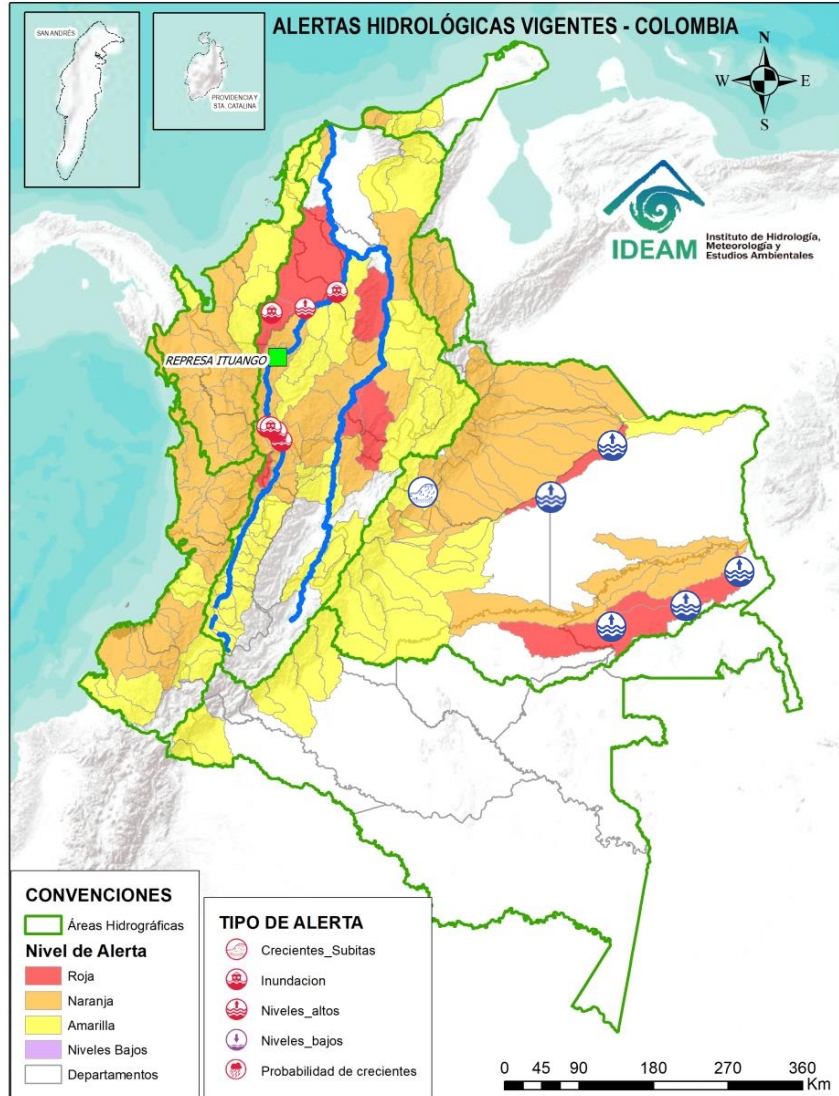 ALERTAS HIDROLÓGICAS VIGENTES - COLOMBIA
SAN ANDRÉS
PROVIDENCIA Y
STA. CATALINA
N
W
E
S
IDEAM
Instituto de Hidrología,
Meteorología y
Estudios Ambientales
REPRESA ITUANGO
CONVENCIONES
Áreas Hidrográficas
Nivel de Alerta
Roja
Naranja
Amarilla
Niveles Bajos
Departamentos
TIPO DE ALERTA
Crecientes_Subitas
Inundacion
Niveles_altos
Niveles_bajos
Probabilidad de crecientes
0 45 90 180 270 360
Km